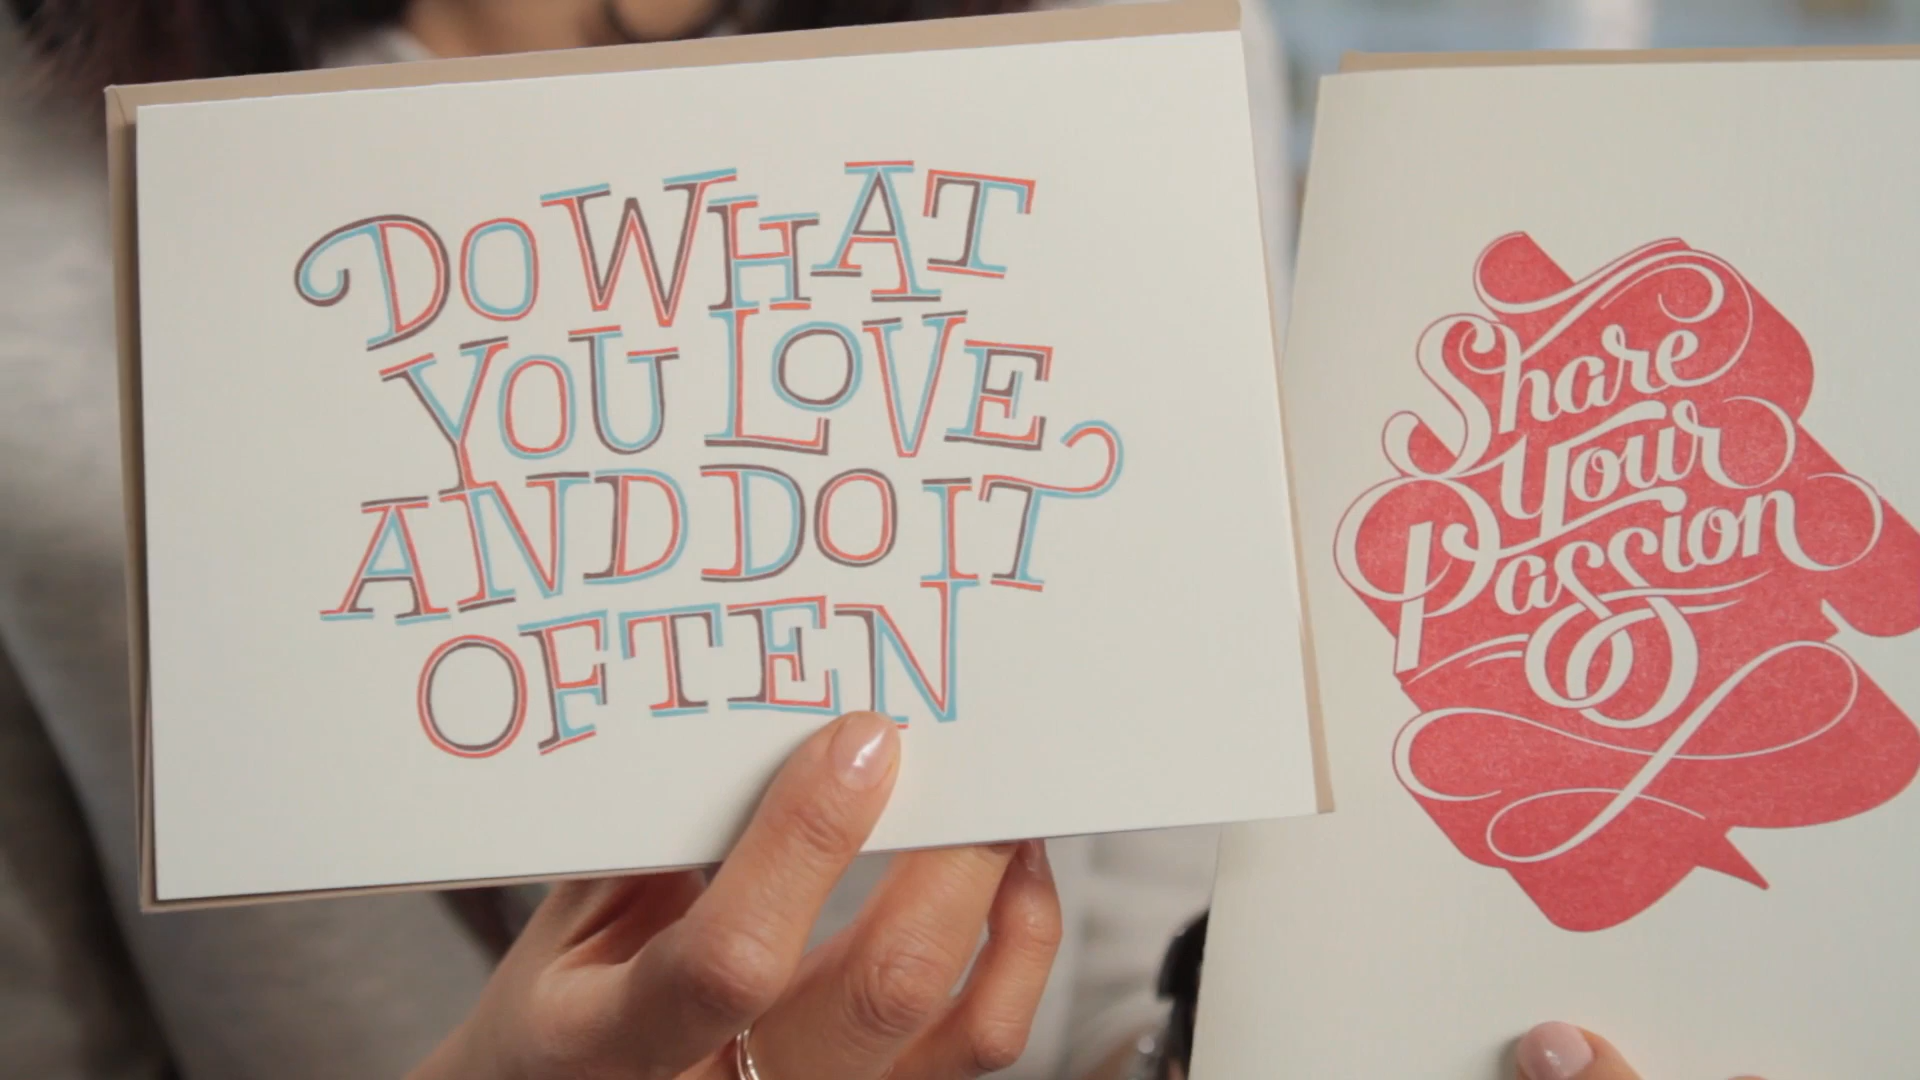 DO WHAT
YOU LOVE
AND DO IT
OFTEN
Share
Your
Passion